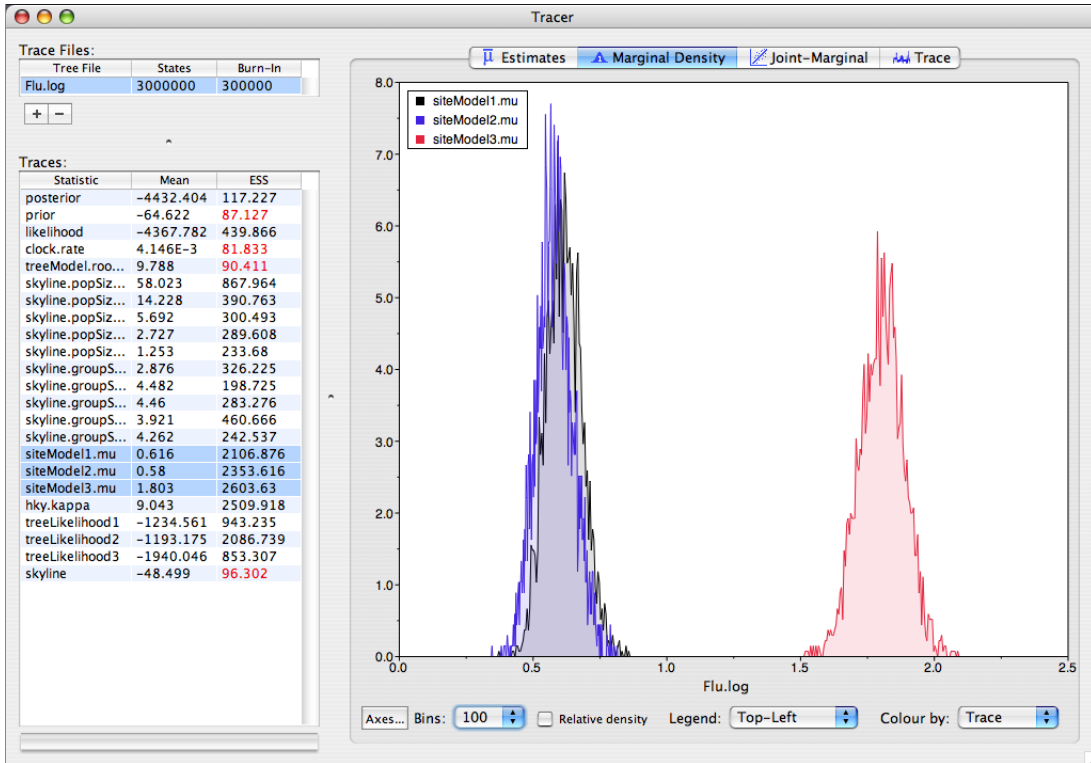 Tracer
Trace Files:
Tree File States Burn-In
Flu.log 3000000 300000
+ −
Traces:
Statistic Mean ESS
posterior -4432.404 117.227
prior -64.622 87.127
likelihood -4367.782 439.866
clock.rate 4.146E-3 81.833
treeModel.roo... 9.788 90.411
skyline.popSiz... 58.023 867.964
skyline.popSiz... 14.228 390.763
skyline.popSiz... 5.692 300.493
skyline.popSiz... 2.727 289.608
skyline.popSiz... 1.253 233.68
skyline.groupS... 2.876 326.225
skyline.groupS... 4.482 198.725
skyline.groupS... 4.46 283.276
skyline.groupS... 3.921 460.666
skyline.groupS... 4.262 242.537
siteModel1.mu 0.616 2106.876
siteModel2.mu 0.58 2353.616
siteModel3.mu 1.803 2603.63
hky.kappa 9.043 2509.918
treeLikelihood1 -1234.561 943.235
treeLikelihood2 -1193.175 2086.739
treeLikelihood3 -1940.046 853.307
skyline -48.499 96.302
μ Estimates Marginal Density Joint-Marginal Trace
siteModel1.mu
siteModel2.mu
siteModel3.mu
8.0
7.0
6.0
5.0
4.0
3.0
2.0
1.0
0.0
0.0 0.5 1.0 1.5 2.0 2.5
Flu.log
Axes... Bins: 100 Relative density Legend: Top-Left Colour by: Trace